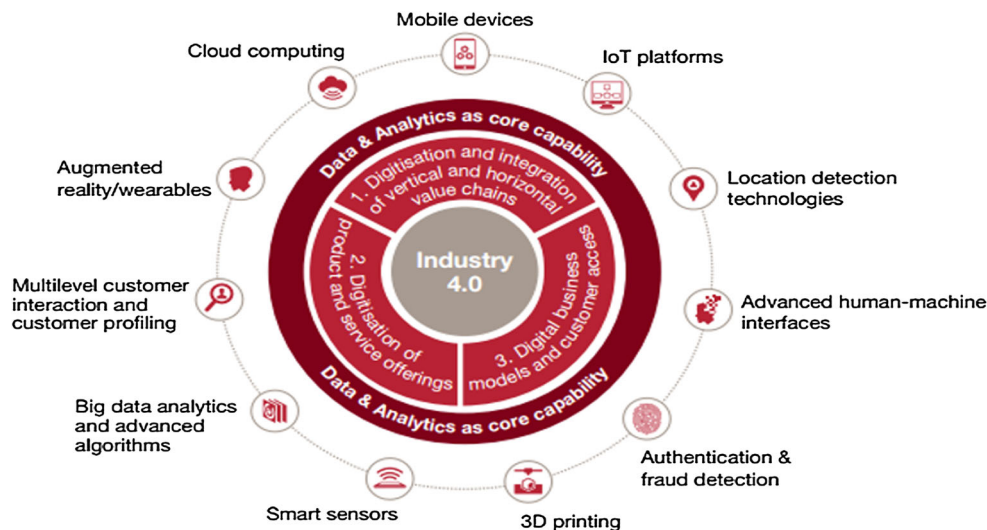 Mobile devices
Cloud computing
IoT platforms
Augmented
reality/wearables
Location detection
technologies
Multilevel customer
interaction and
customer profiling
Advanced human-machine
interfaces
Big data analytics
and advanced
algorithms
Authentication &
fraud detection
Smart sensors
3D printing
Data & Analytics as core capability
1. Digitisation and integration
of vertical and horizontal
value chains
2. Digitisation of
product and service offerings
3. Digital business
models and customer access
Industry
4.0
Data & Analytics as core capability